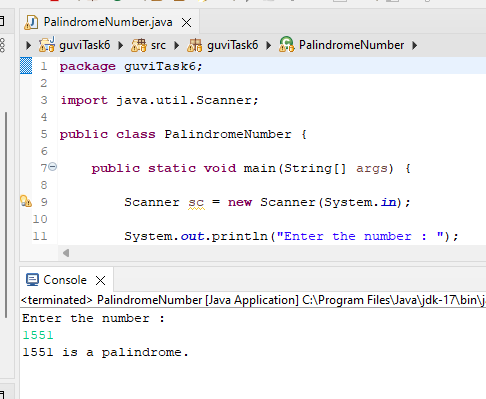 PalindromeNumber.java
guviTask6 src guviTask6 PalindromeNumber
1 package guviTask6;
2
3 import java.util.Scanner;
4
5 public class PalindromeNumber {
6
7 public static void main(String[] args) {
8
9 Scanner sc = new Scanner(System.in);
10
11 System.out.println("Enter the number : ");
Console
<terminated> PalindromeNumber [Java Application] C:\Program Files\Java\jdk-17\bin\j
Enter the number :
1551
1551 is a palindrome.